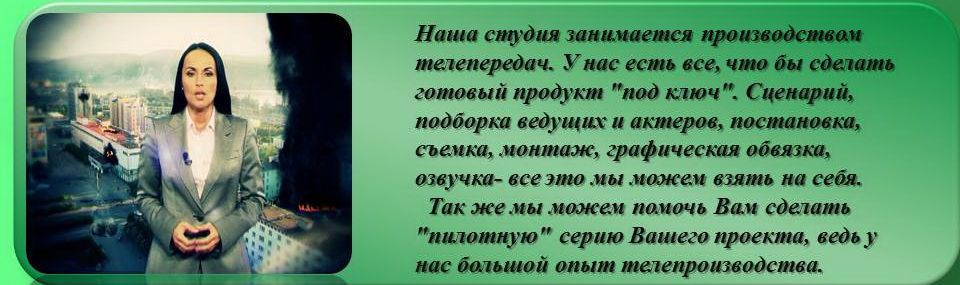 Наша студия занимается производством
телепередач. У нас есть все, что бы сделать
готовый продукт "под ключ". Сценарий,
подборка ведущих и актеров, постановка,
съемка, монтаж, графическая обвязка,
озвучка- все это мы можем взять на себя.
Так же мы можем помочь Вам сделать
"пилотную" серию Вашего проекта, ведь у
нас большой опыт телепроизводства.